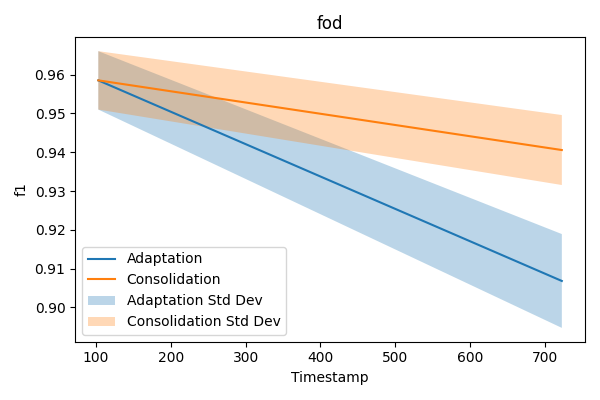 fod
0.96
0.95
0.94
0.93
0.92
0.91
0.90
f1
Adaptation
Consolidation
Adaptation Std Dev
Consolidation Std Dev
100 200 300 400 500 600 700
Timestamp